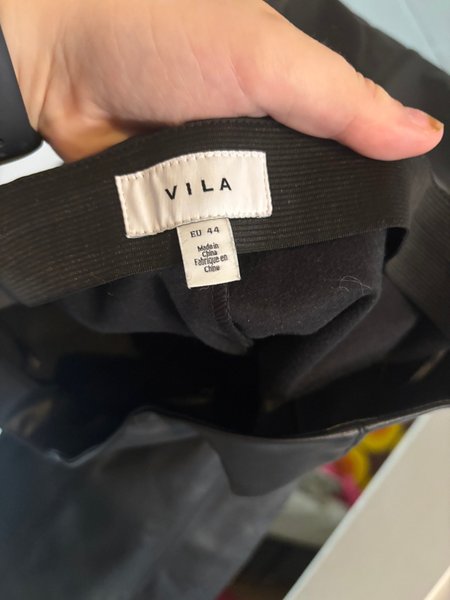 VILA
EU 44
Made in
China
Fabriqué en
Chine